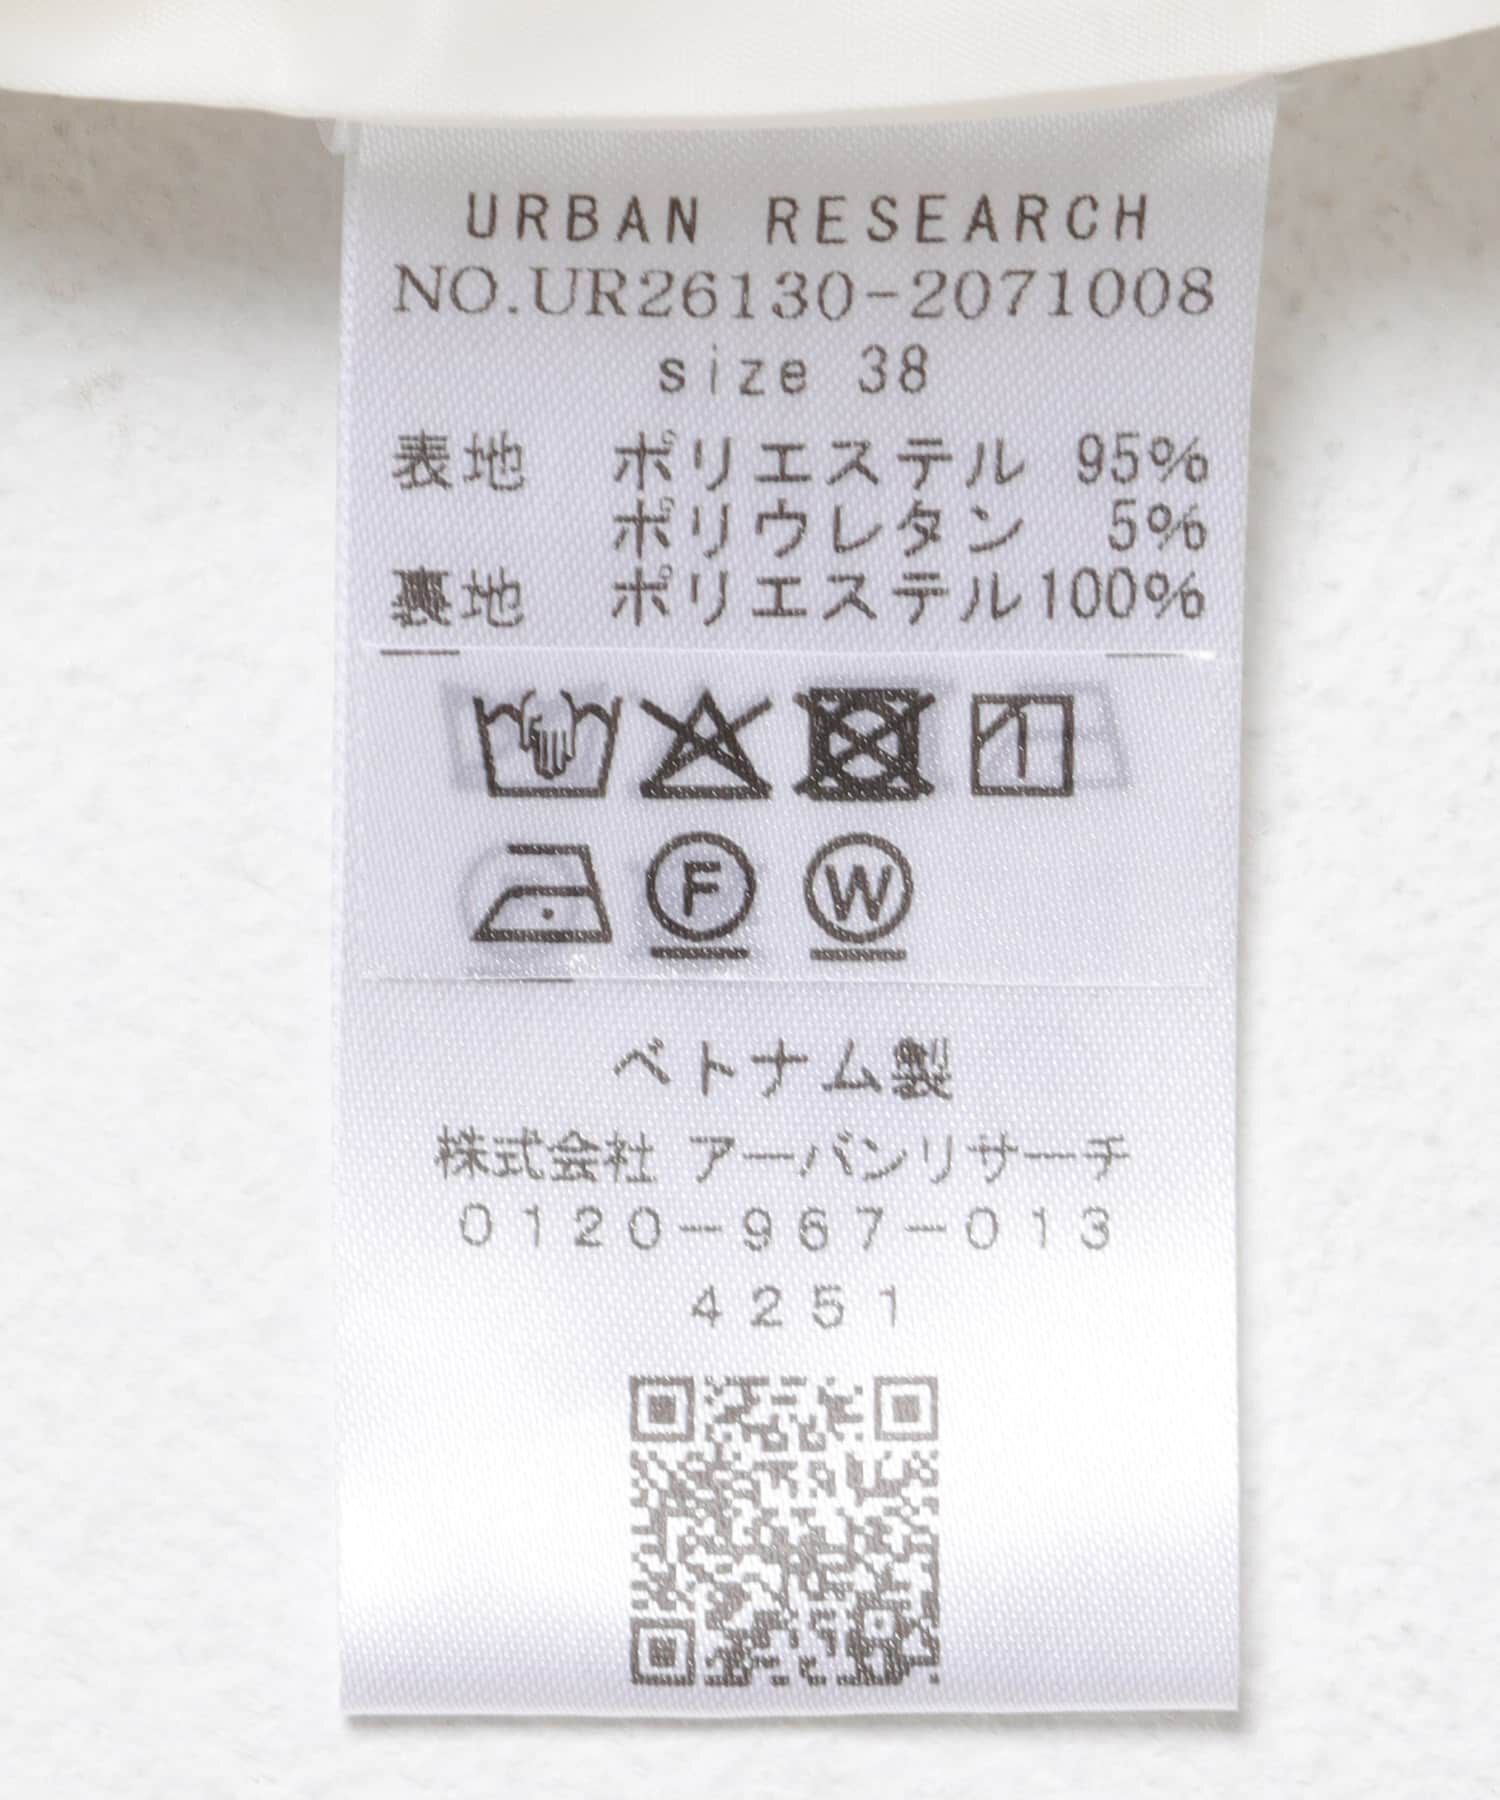 URBAN RESEARCH
NO.UR26130-2071008
size 38
表地 ポリエステル 95%
ポリウレタン 5%
裏地 ポリエステル100%
F W
ベトナム製
株式会社 アーバンリサーチ
0120-967-013
4251